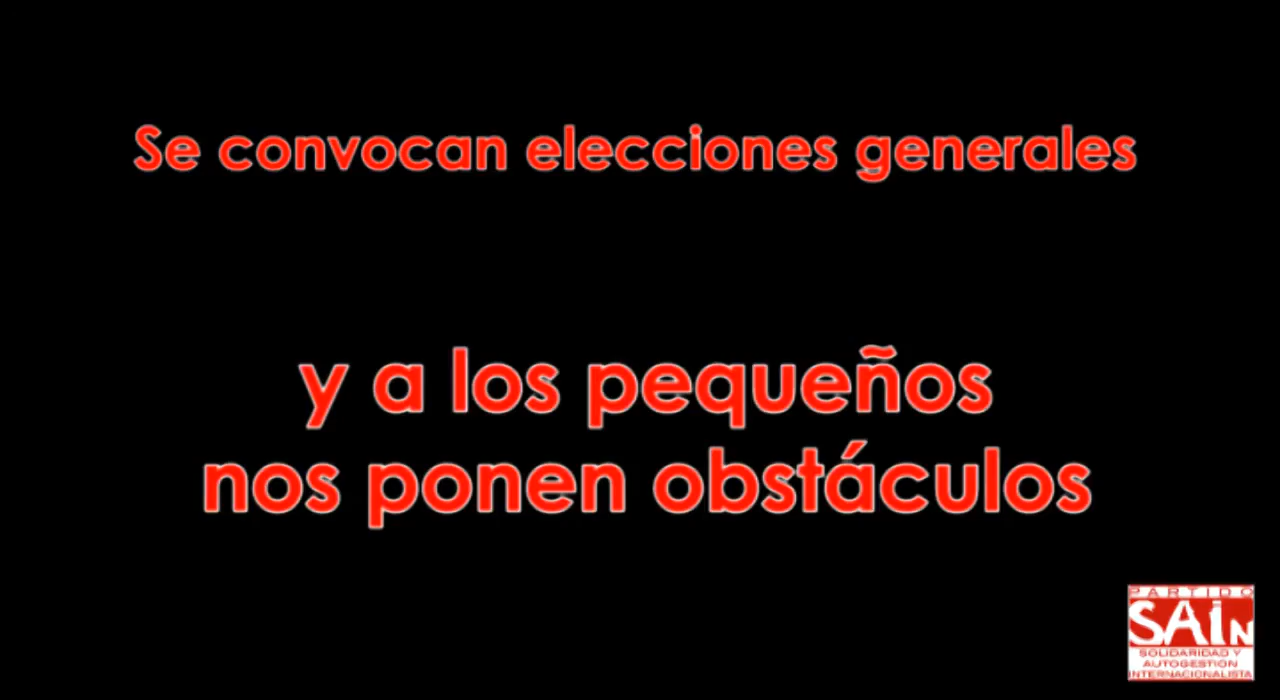 Se convocan elecciones generales
y a los pequeños
nos ponen obstáculos
PARTIDO
SAIN
SOLIDARIDAD Y
AUTOGESTIÓN
INTERNACIONALISTA